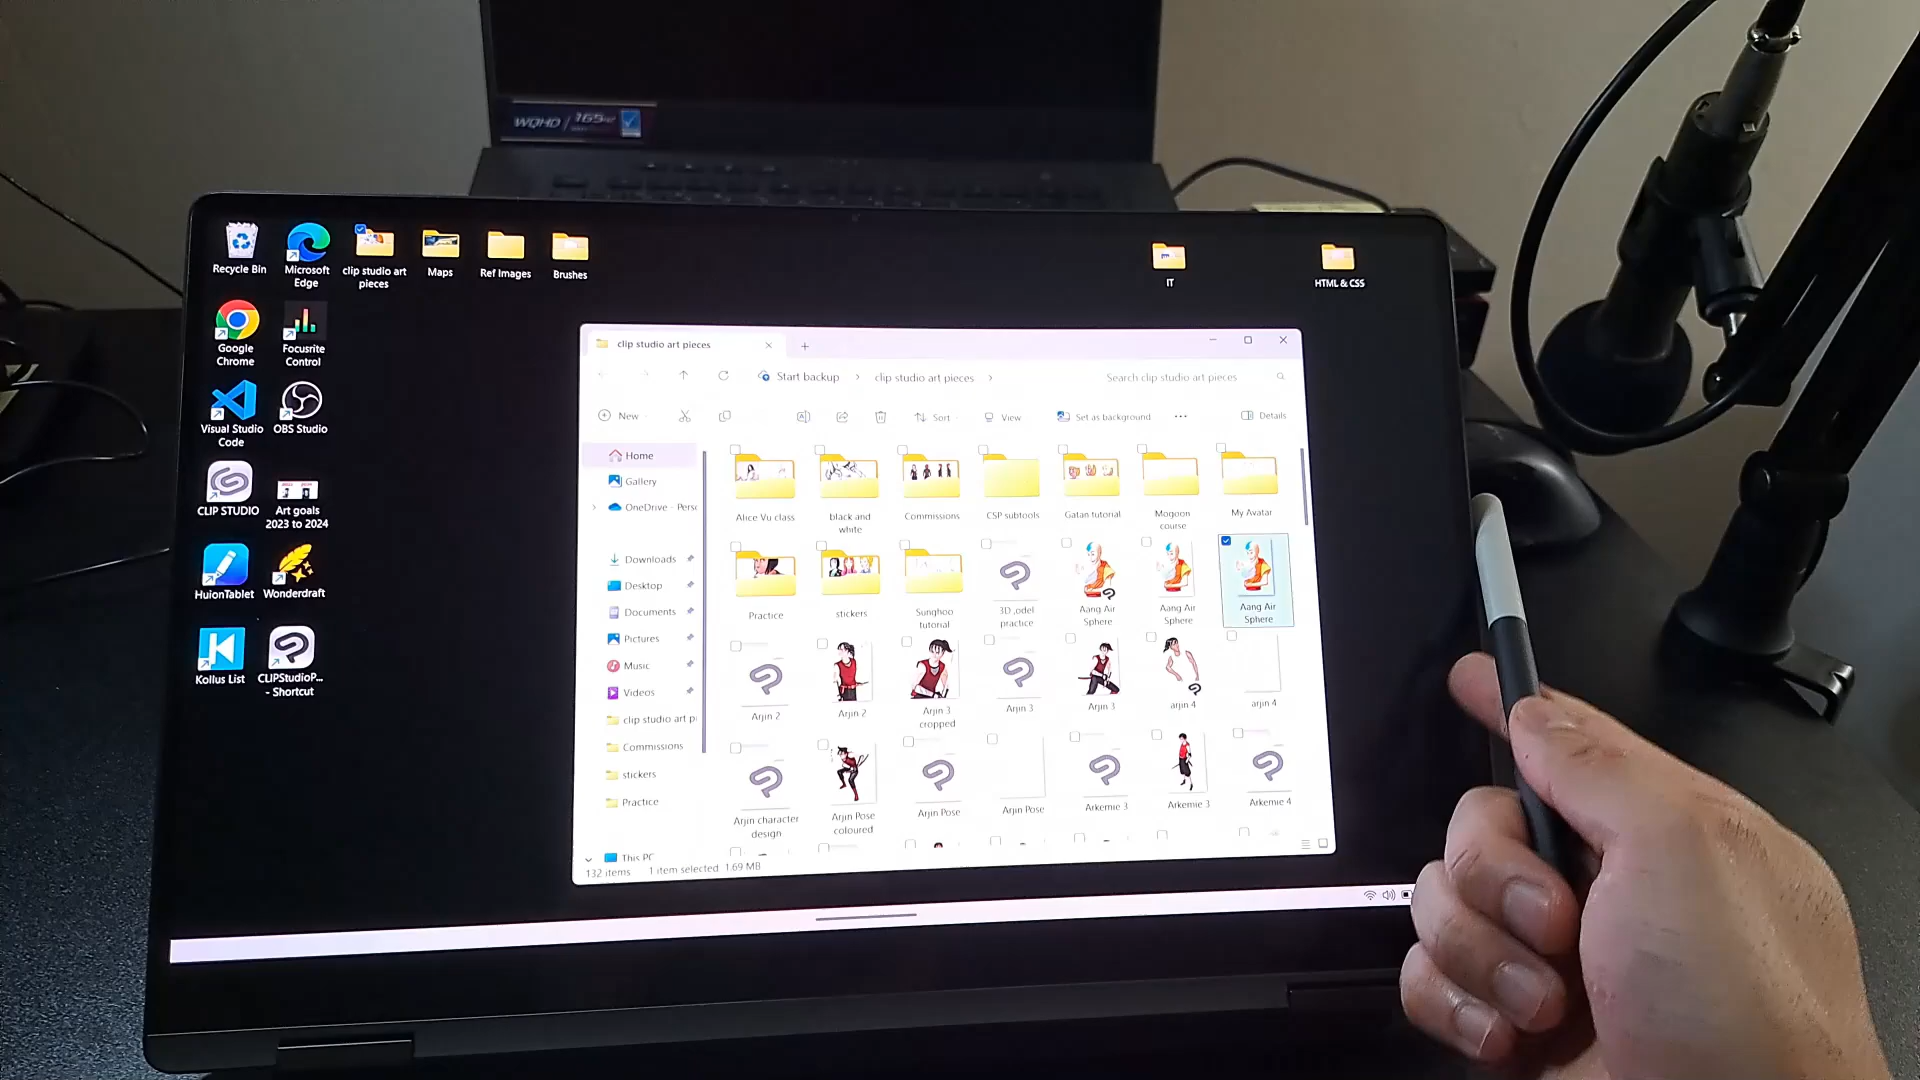 WQHD / 165Hz
Recycle Bin
Microsoft
Edge
clip studio art
pieces
Maps
Ref Images
Brushes
IT
HTML & CSS
Google
Chrome
Focusrite
Control
Visual Studio
Code
OBS Studio
CLIP STUDIO
Art goals
2023 to 2024
HuionTablet
Wonderdraft
Kollus List
CLIPStudioP...
- Shortcut
clip studio art pieces
Start backup
clip studio art pieces
Search clip studio art pieces
New
Sort
View
Set as background
Details
Home
Gallery
OneDrive - Perso
Downloads
Desktop
Documents
Pictures
Music
Videos
clip studio art pi
Commissions
stickers
Practice
This PC
Alice Vu class
black and
white
Commissions
CSP subtools
Gatan tutorial
Mogoon
course
My Avatar
Practice
stickers
Sunghoo
tutorial
3D ,odel
practice
Aang Air
Sphere
Aang Air
Sphere
Aang Air
Sphere
Arjin 2
Arjin 2
Arjin 3
cropped
Arjin 3
Arjin 3
arjin 4
arjin 4
Arjin character
design
Arjin Pose
coloured
Arjin Pose
Arjin Pose
Arkemie 3
Arkemie 3
Arkemie 4
132 items
1 item selected 1.69 MB